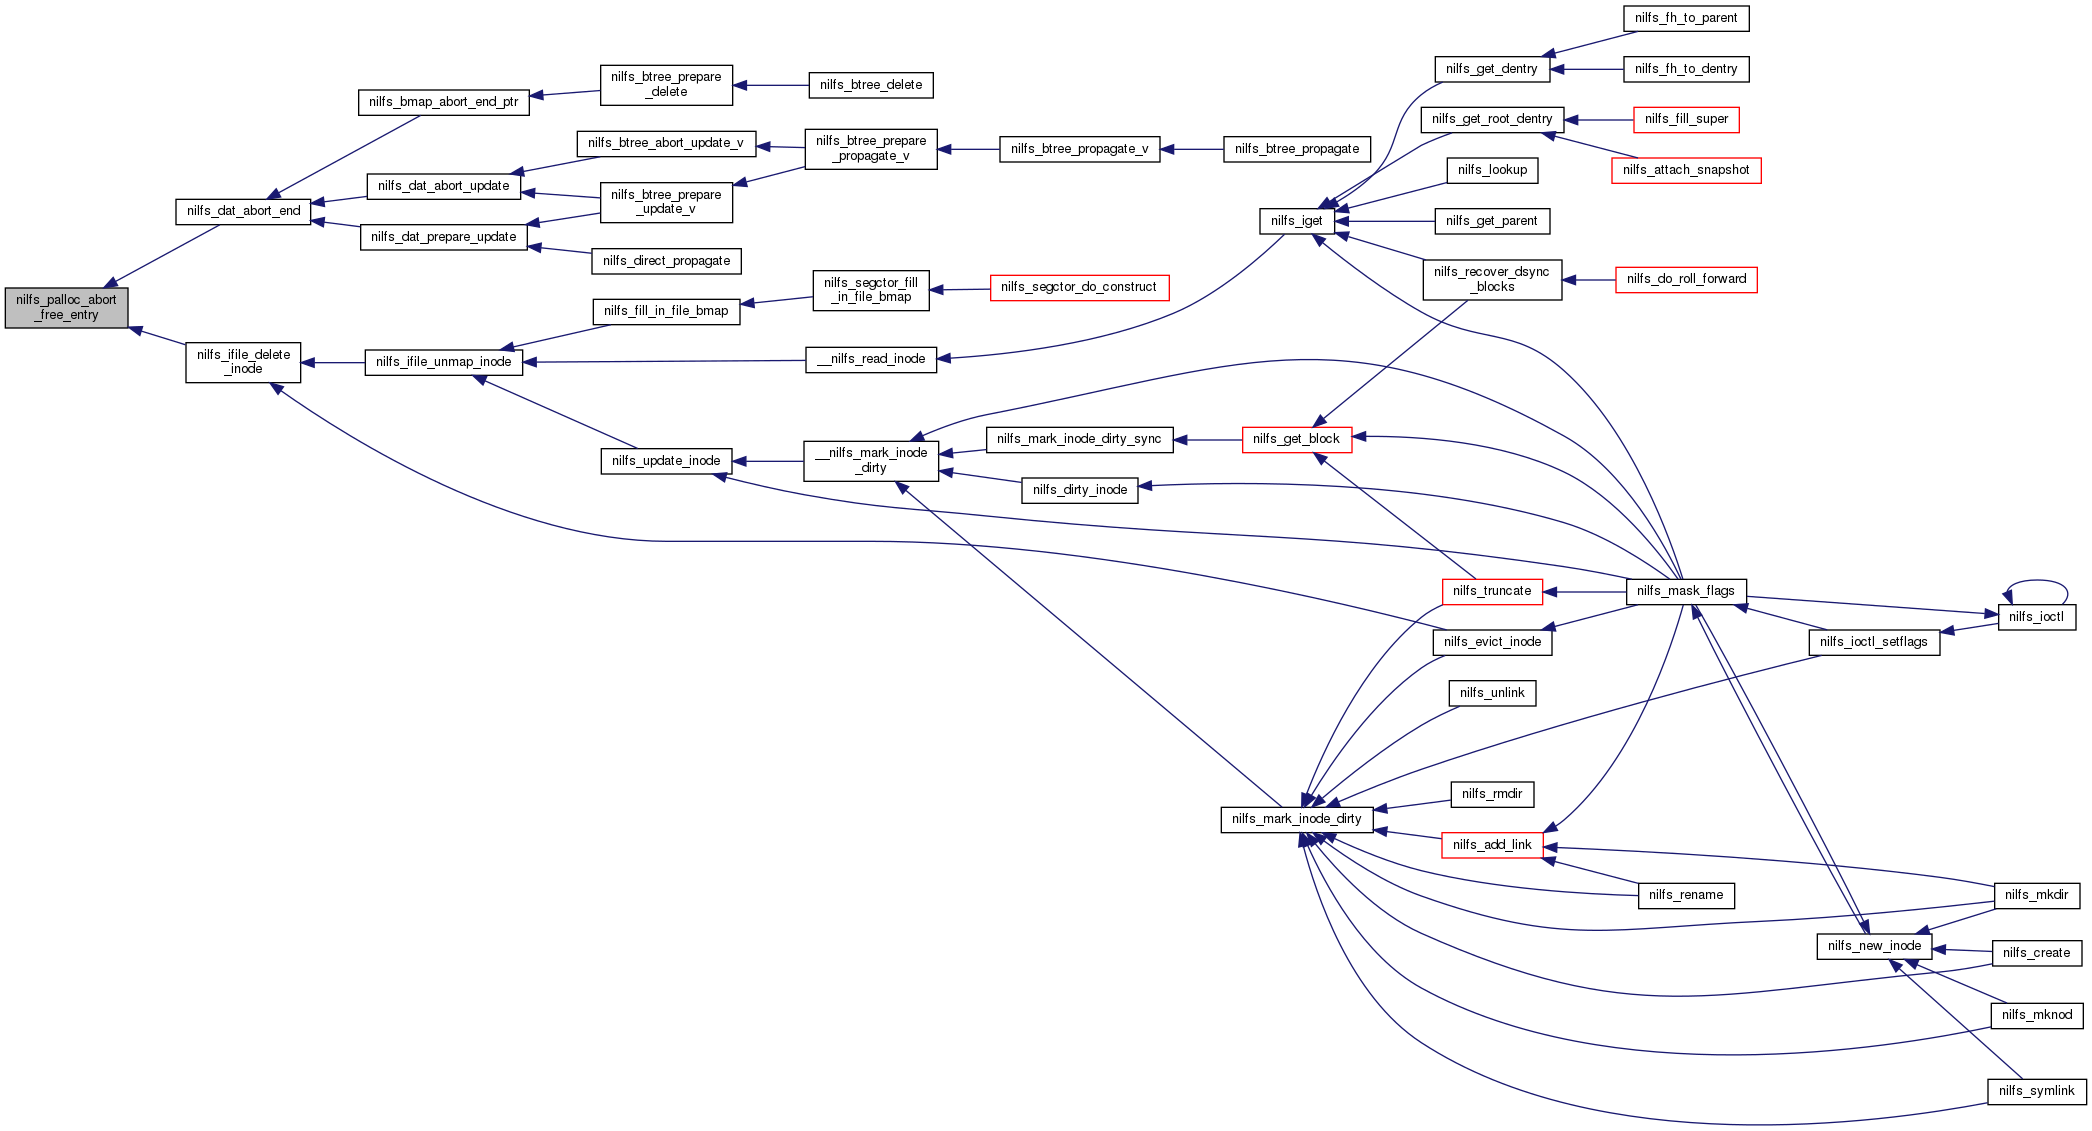 nilfs_palloc_abort
_free_entry
nilfs_dat_abort_end
nilfs_ifile_delete
_inode
nilfs_bmap_abort_end_ptr
nilfs_dat_abort_update
nilfs_dat_prepare_update
nilfs_ifile_unmap_inode
nilfs_btree_prepare
_delete
nilfs_btree_abort_update_v
nilfs_btree_prepare
_update_v
nilfs_direct_propagate
nilfs_fill_in_file_bmap
nilfs_update_inode
nilfs_btree_delete
nilfs_btree_prepare
_propagate_v
nilfs_segctor_fill
_in_file_bmap
__nilfs_read_inode
__nilfs_mark_inode
_dirty
nilfs_btree_propagate_v
nilfs_segctor_do_construct
nilfs_mark_inode_dirty_sync
nilfs_dirty_inode
nilfs_btree_propagate
nilfs_iget
nilfs_get_block
nilfs_mark_inode_dirty
nilfs_get_dentry
nilfs_get_root_dentry
nilfs_lookup
nilfs_get_parent
nilfs_recover_dsync
_blocks
nilfs_truncate
nilfs_evict_inode
nilfs_unlink
nilfs_rmdir
nilfs_add_link
nilfs_fh_to_parent
nilfs_fh_to_dentry
nilfs_fill_super
nilfs_attach_snapshot
nilfs_do_roll_forward
nilfs_mask_flags
nilfs_rename
nilfs_ioctl_setflags
nilfs_new_inode
nilfs_ioctl
nilfs_mkdir
nilfs_create
nilfs_mknod
nilfs_symlink